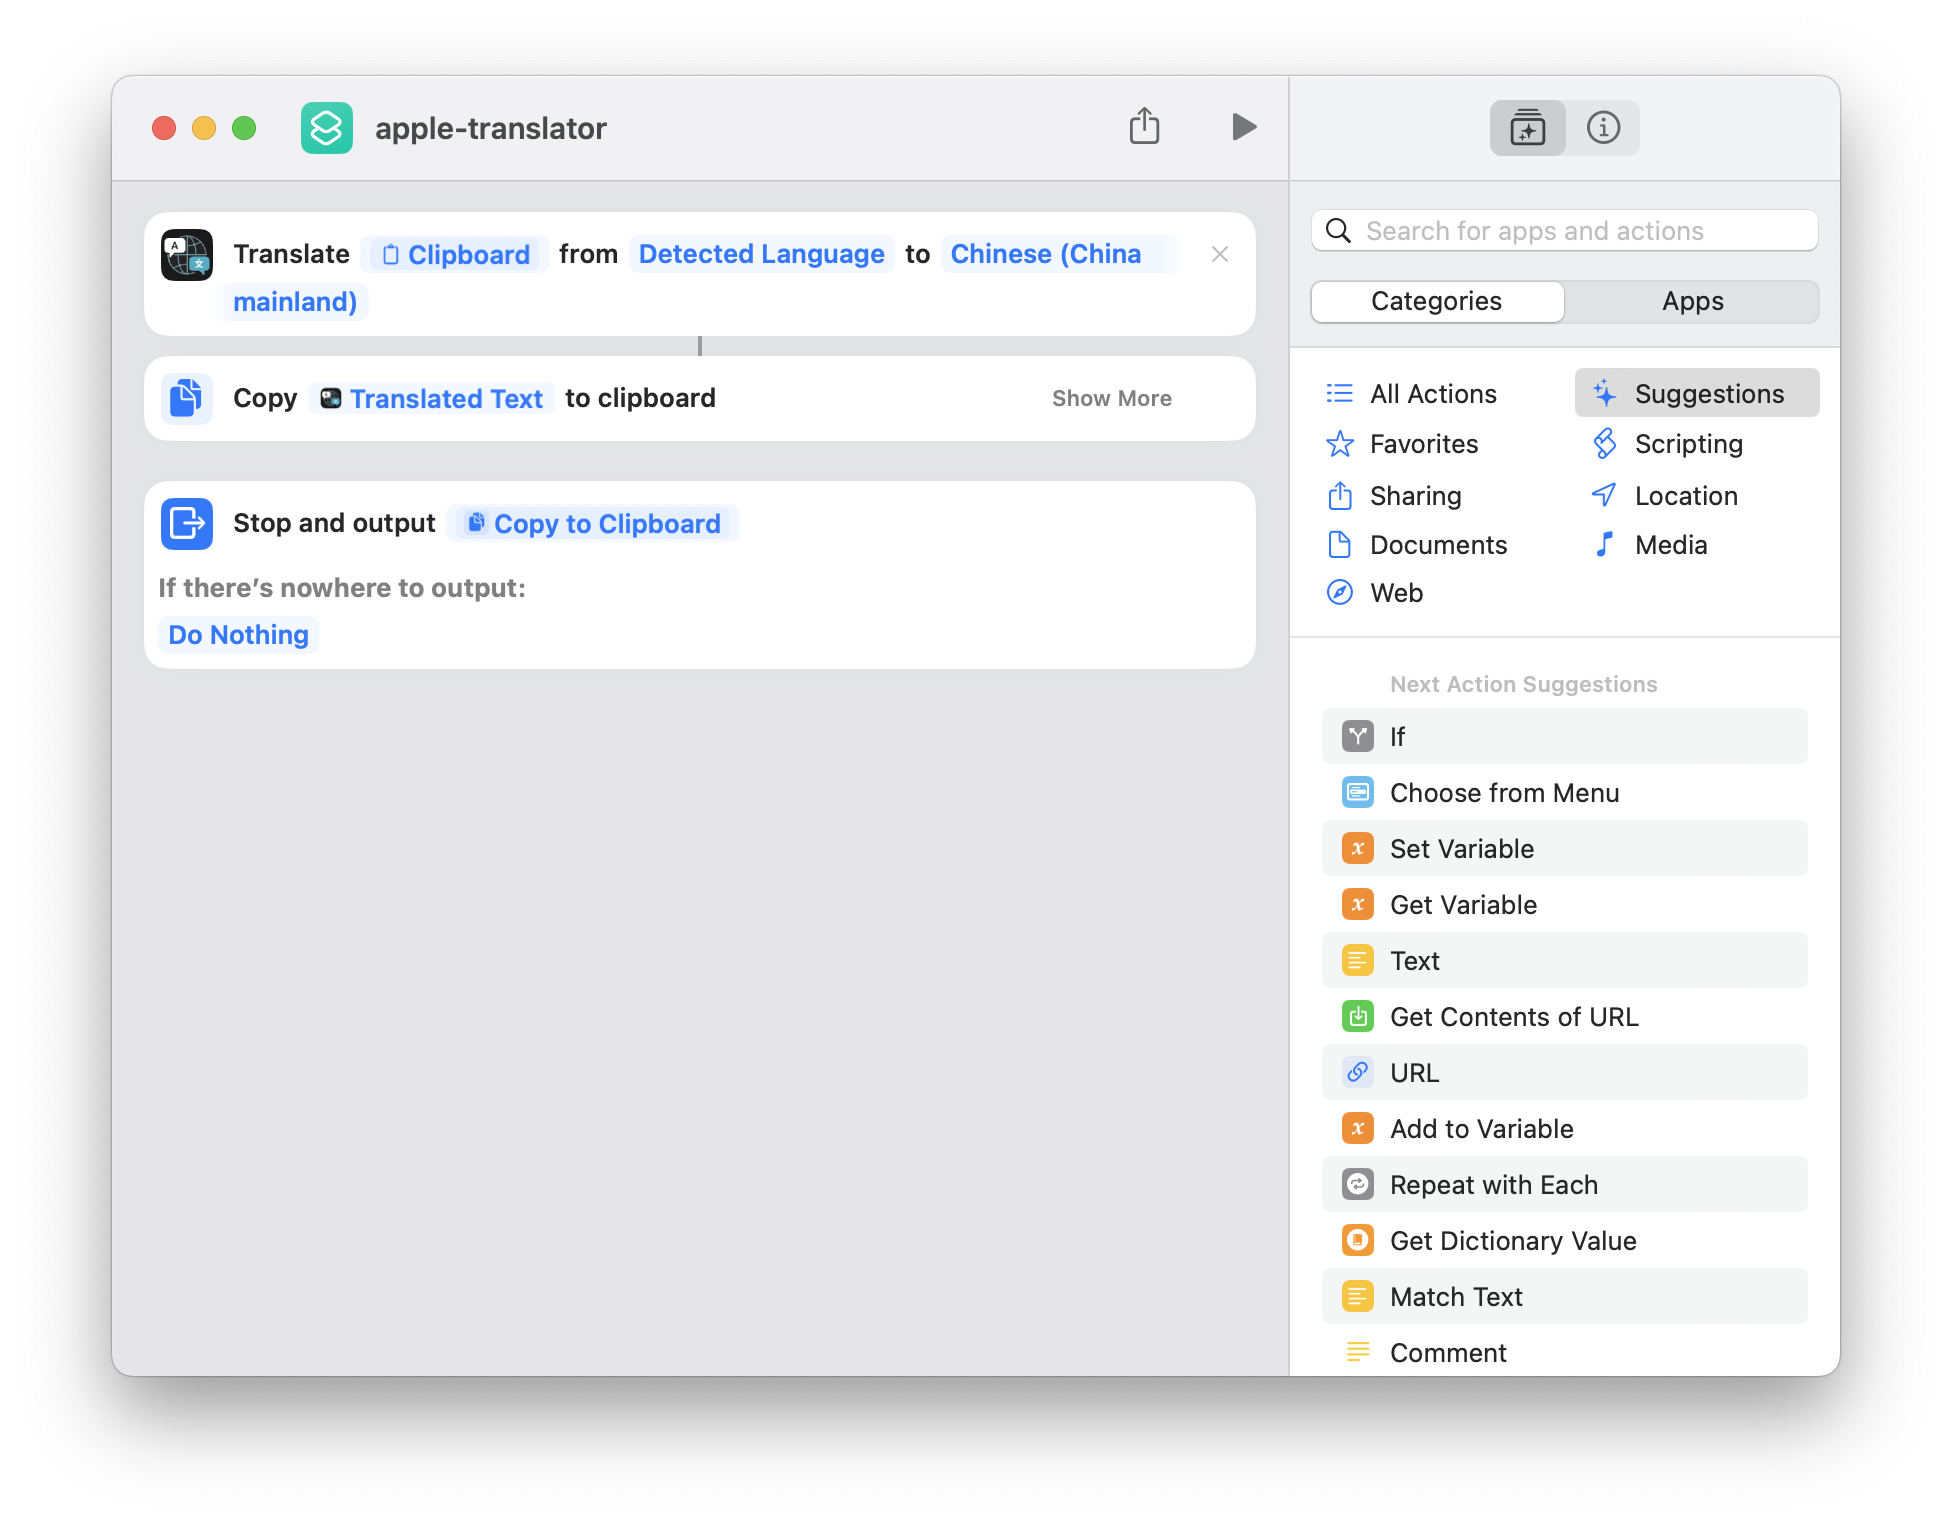 apple-translator
Translate Clipboard from Detected Language to Chinese (China
mainland)
Copy Translated Text to clipboard Show More
Stop and output Copy to Clipboard
If there’s nowhere to output:
Do Nothing
Search for apps and actions
Categories Apps
All Actions Suggestions
Favorites Scripting
Sharing Location
Documents Media
Web
Next Action Suggestions
If
Choose from Menu
Set Variable
Get Variable
Text
Get Contents of URL
URL
Add to Variable
Repeat with Each
Get Dictionary Value
Match Text
Comment